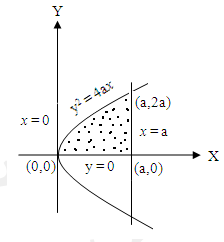 Y
y² = 4ax
(a,2a)
x = 0
x = a
X
(0,0)
y = 0
(a,0)